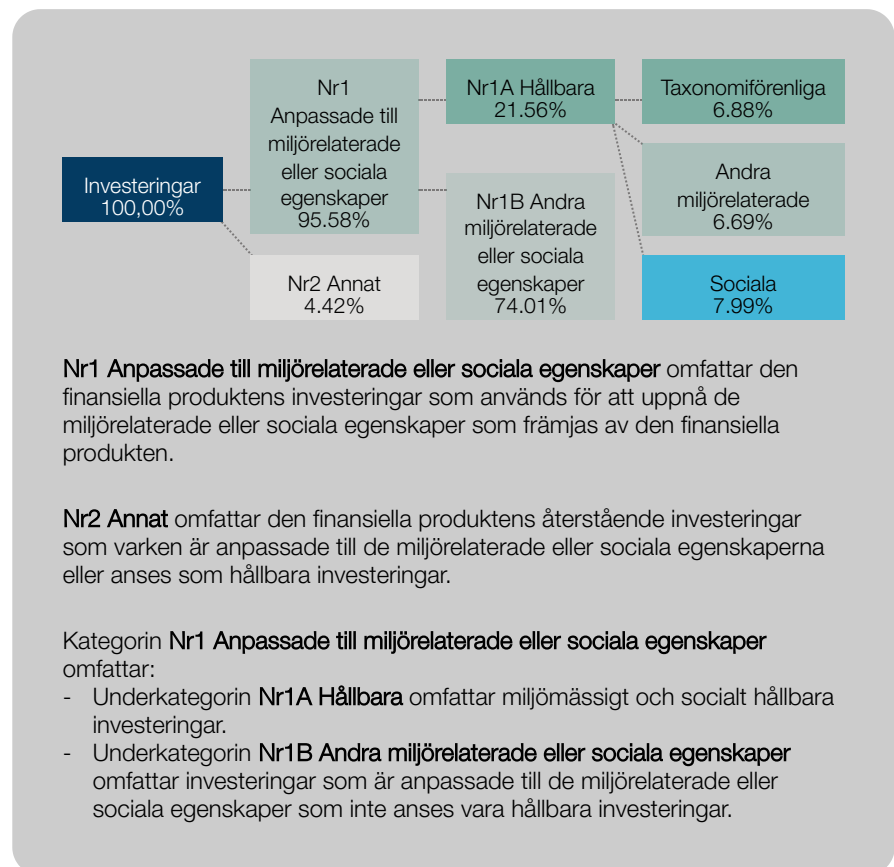 Investeringar
100,00%
Nr1
Anpassade till
miljörelaterade
eller sociala
egenskaper
95.58%
Nr2 Annat
4.42%
Nr1A Hållbara
21.56%
Nr1B Andra
miljörelaterade
eller sociala
egenskaper
74.01%
Taxonomiförenliga
6.88%
Andra
miljörelaterade
6.69%
Sociala
7.99%
Nr1 Anpassade till miljörelaterade eller sociala egenskaper omfattar den
finansiella produktens investeringar som används för att uppnå de
miljörelaterade eller sociala egenskaper som främjas av den finansiella
produkten.
Nr2 Annat omfattar den finansiella produktens återstående investeringar
som varken är anpassade till de miljörelaterade eller sociala egenskaperna
eller anses som hållbara investeringar.
Kategorin Nr1 Anpassade till miljörelaterade eller sociala egenskaper
omfattar:
- Underkategorin Nr1A Hållbara omfattar miljömässigt och socialt hållbara
investeringar.
- Underkategorin Nr1B Andra miljörelaterade eller sociala egenskaper
omfattar investeringar som är anpassade till de miljörelaterade eller
sociala egenskaper som inte anses vara hållbara investeringar.